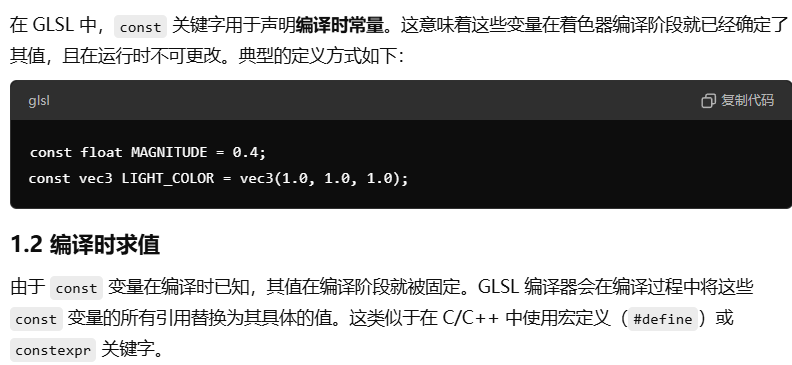 在 GLSL 中，const 关键字用于声明编译时常量。这意味着这些变量在着色器编译阶段就已经确定了
其值，且在运行时不可更改。典型的定义方式如下：
glsl 复制代码
const float MAGNITUDE = 0.4;
const vec3 LIGHT_COLOR = vec3(1.0, 1.0, 1.0);
1.2 编译时求值
由于 const 变量在编译时已知，其值在编译阶段就被固定。GLSL 编译器会在编译过程中将这些
const 变量的所有引用替换为其具体的值。这类似于在 C/C++ 中使用宏定义（#define）或
constexpr 关键字。